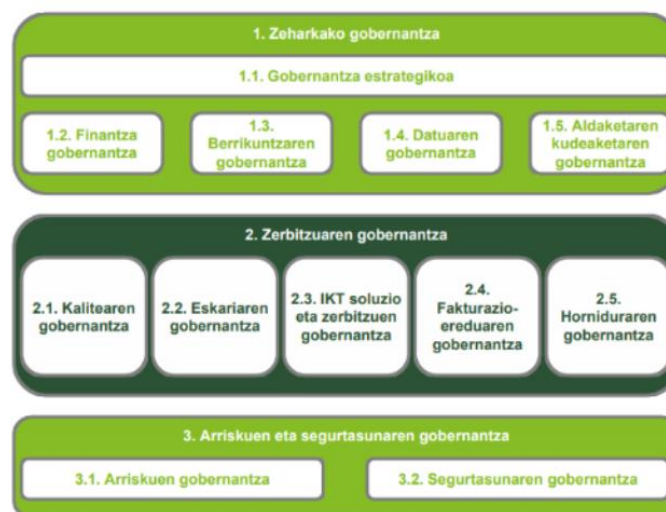 1. Zeharkako gobernantza
1.1. Gobernantza estrategikoa
1.2. Finantza
gobernantza
1.3.
Berrikuntzaren
gobernantza
1.4. Datuaren
gobernantza
1.5. Aldaketaren
kudeaketaren
gobernantza
2. Zerbitzuaren gobernantza
2.1. Kalitearen
gobernantza
2.2. Eskariaren
gobernantza
2.3. IKT soluzio
eta zerbitzuen
gobernantza
2.4.
Fakturazio-
ereduaren
gobernantza
2.5.
Horniduraren
gobernantza
3. Arriskuen eta segurtasunaren gobernantza
3.1. Arriskuen gobernantza
3.2. Segurtasunaren gobernantza